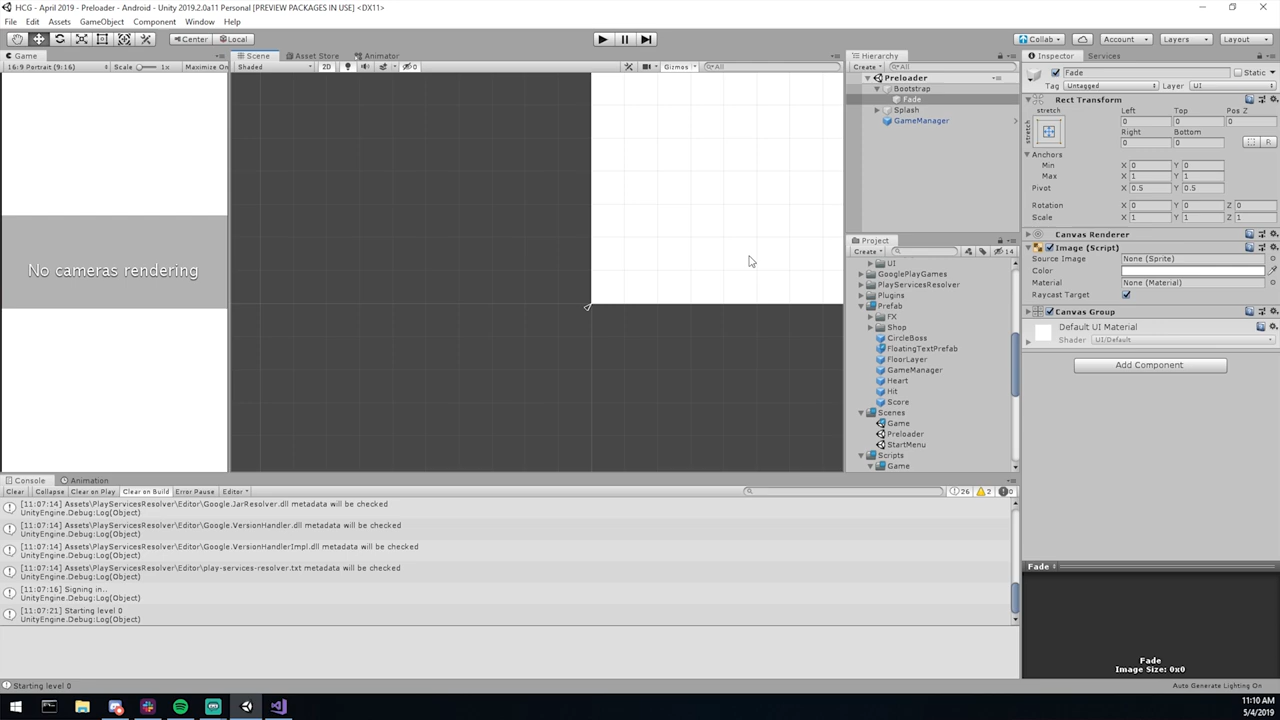 HCG - April 2019 - Preloader - Android - Unity 2019.2.0a11 Personal [PREVIEW PACKAGES IN USE] <DX11>
File Edit Assets GameObject Component Window Help
Center Local Collab Account Layers Layout
Game
16:9 Portrait (9:16) Scale 1x Maximize On
No cameras rendering
Scene Asset Store Animator
Shaded 2D 0 Gizmos All
Hierarchy
Create All
Preloader
Bootstrap
Fade
Splash
GameManager
Project
Create 14
UI
GooglePlayGames
PlayServicesResolver
Plugins
Prefab
FX
Shop
CircleBoss
FloatingTextPrefab
FloorLayer
GameManager
Heart
Hit
Score
Scenes
Game
Preloader
StartMenu
Scripts
Game
Inspector Services
Fade Static
Tag Untagged Layer UI
Rect Transform
stretch Left Top Pos Z
stretch 0 0 0
Right Bottom
0 0 R
Anchors
Min X 0 Y 0
Max X 1 Y 1
Pivot X 0.5 Y 0.5
Rotation X 0 Y 0 Z 0
Scale X 1 Y 1 Z 1
Canvas Renderer
Image (Script)
Source Image None (Sprite)
Color
Material None (Material)
Raycast Target
Canvas Group
Default UI Material
Shader UI/Default
Add Component
Fade
Fade
Image Size: 0x0
Console Animation
Clear Collapse Clear on Play Clear on Build Error Pause Editor 26 2 0
[11:07:14] Assets\PlayServicesResolver\Editor\Google.JarResolver.dll metadata will be checked
UnityEngine.Debug:Log(Object)
[11:07:14] Assets\PlayServicesResolver\Editor\Google.VersionHandler.dll metadata will be checked
UnityEngine.Debug:Log(Object)
[11:07:14] Assets\PlayServicesResolver\Editor\Google.VersionHandlerImpl.dll metadata will be checked
UnityEngine.Debug:Log(Object)
[11:07:14] Assets\PlayServicesResolver\Editor\play-services-resolver.txt metadata will be checked
UnityEngine.Debug:Log(Object)
[11:07:16] Signing in..
UnityEngine.Debug:Log(Object)
[11:07:21] Starting level 0
UnityEngine.Debug:Log(Object)
Starting level 0
Auto Generate Lighting On
11:10 AM
5/4/2019